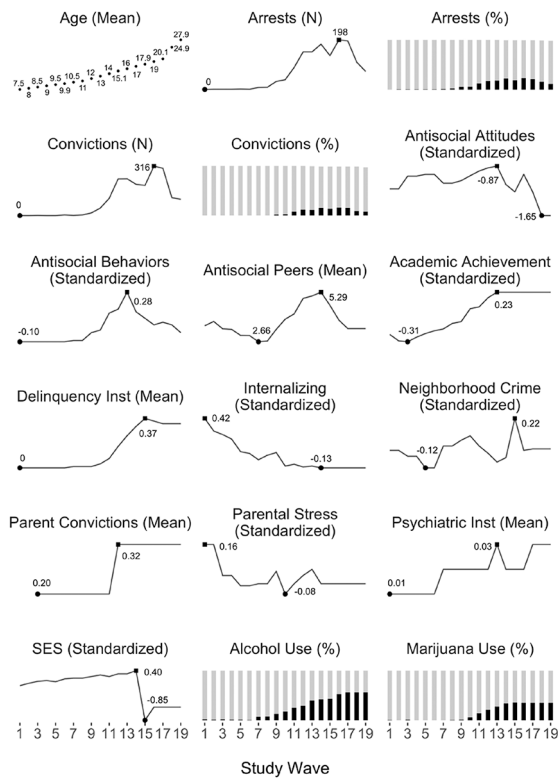 Age (Mean)
Arrests (N)
Arrests (%)
7.5 8 8.5 9 9.5 9.9 10.5 11 12 13 14 15.1 16 17 17.9 19 20.1 24.9 27.9
0 198
Convictions (N)
Convictions (%)
Antisocial Attitudes
(Standardized)
0 316
-0.87 -1.65
Antisocial Behaviors
(Standardized)
Antisocial Peers (Mean)
Academic Achievement
(Standardized)
-0.10 0.28
2.66 5.29
-0.31 0.23
Delinquency Inst (Mean)
Internalizing
(Standardized)
Neighborhood Crime
(Standardized)
0 0.37
0.42 -0.13
-0.12 0.22
Parent Convictions (Mean)
Parental Stress
(Standardized)
Psychiatric Inst (Mean)
0.20 0.32
0.16 -0.08
0.01 0.03
SES (Standardized)
Alcohol Use (%)
Marijuana Use (%)
0.40 -0.85
1 3 5 7 9 11 13 15 17 19
1 3 5 7 9 11 13 15 17 19
1 3 5 7 9 11 13 15 17 19
Study Wave